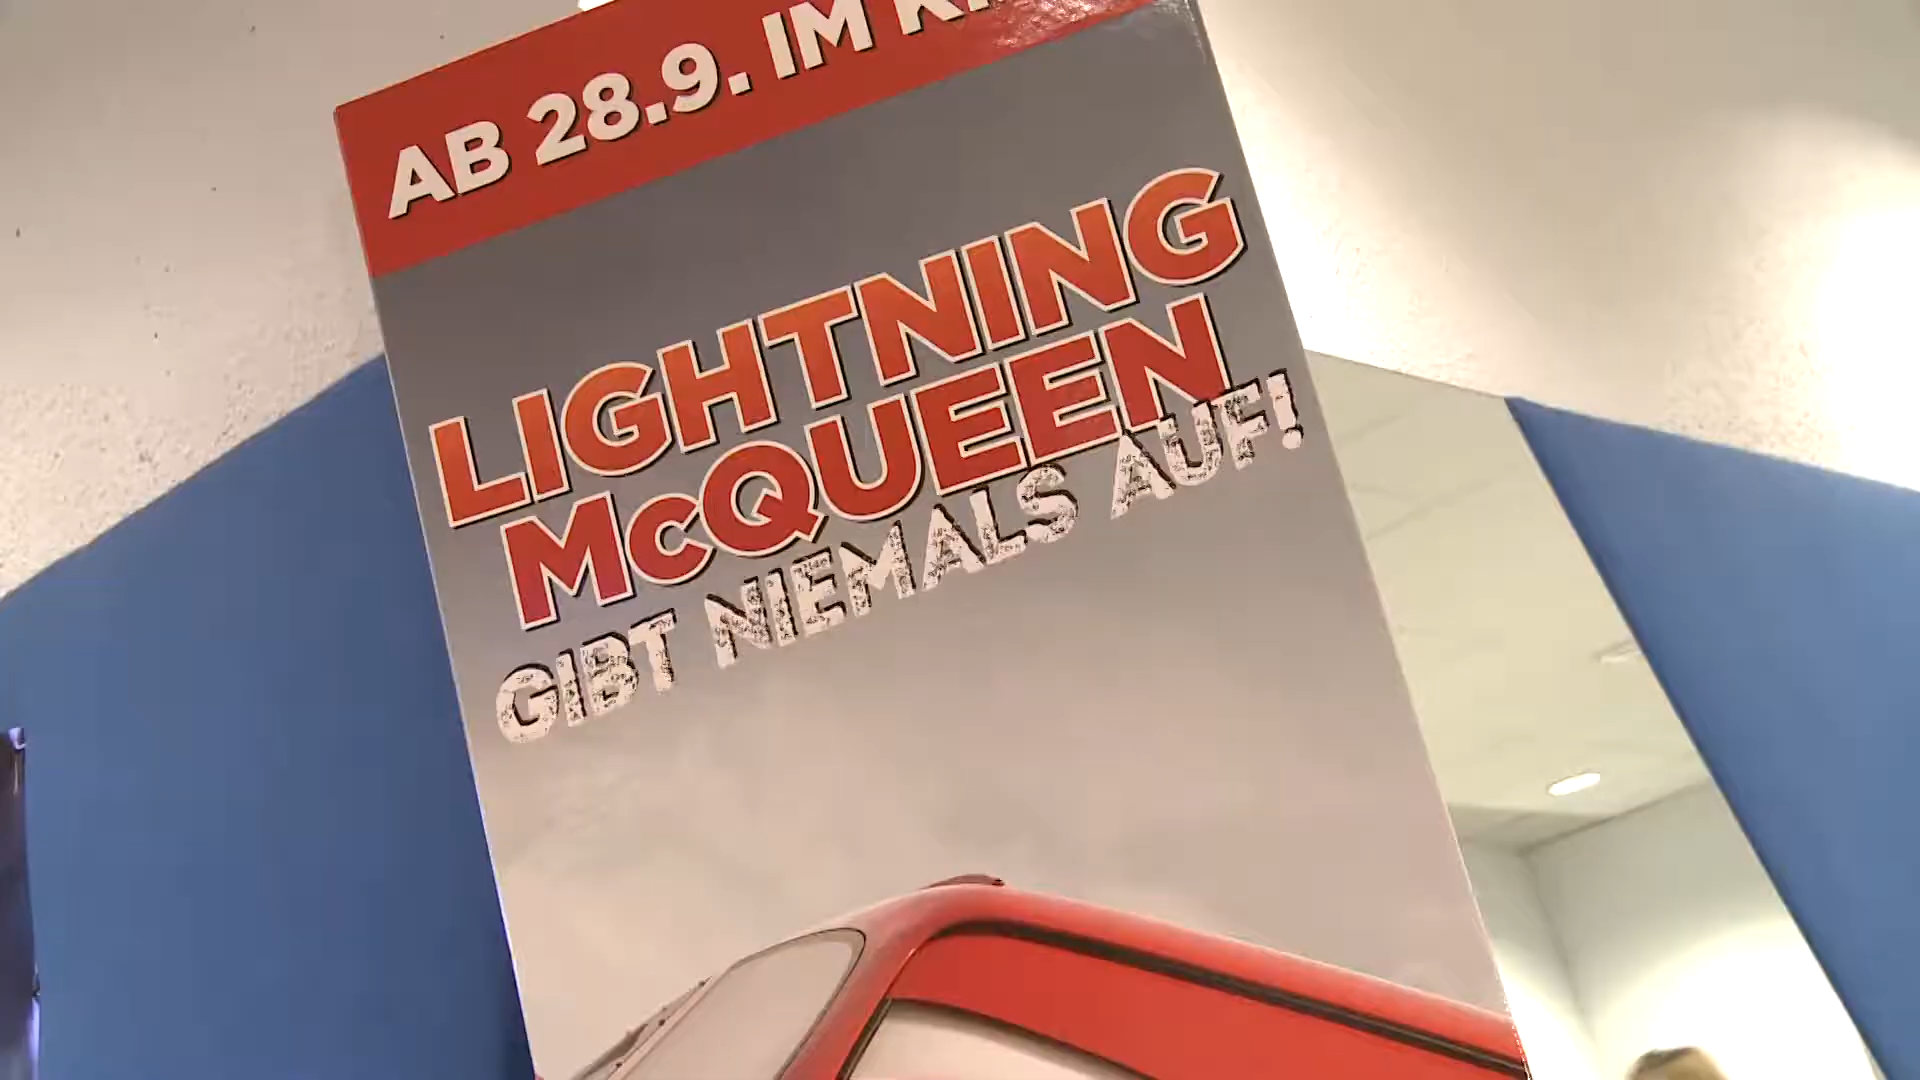 AB 28.9. IM
LIGHTNING
McQUEEN
GIBT NIEMALS AUF!